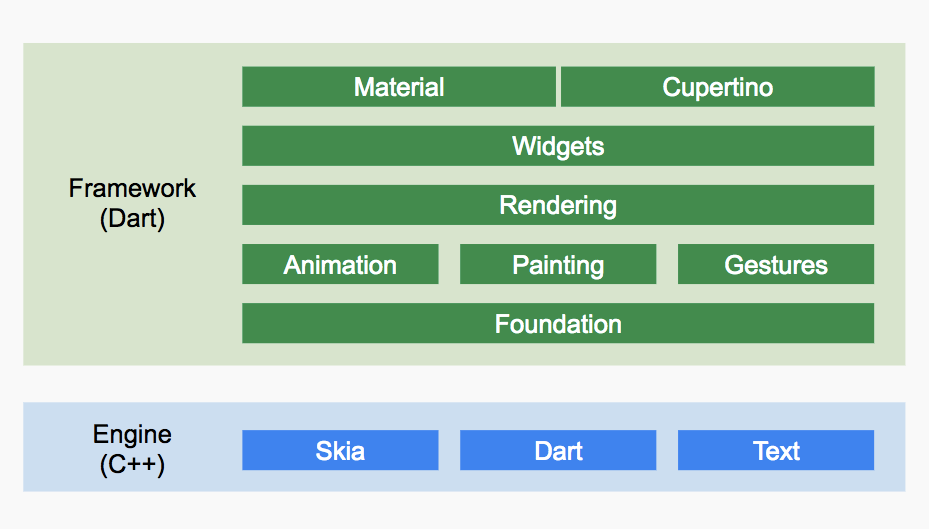 Material
Cupertino
Widgets
Framework
(Dart)
Rendering
Animation
Painting
Gestures
Foundation
Engine
(C++)
Skia
Dart
Text